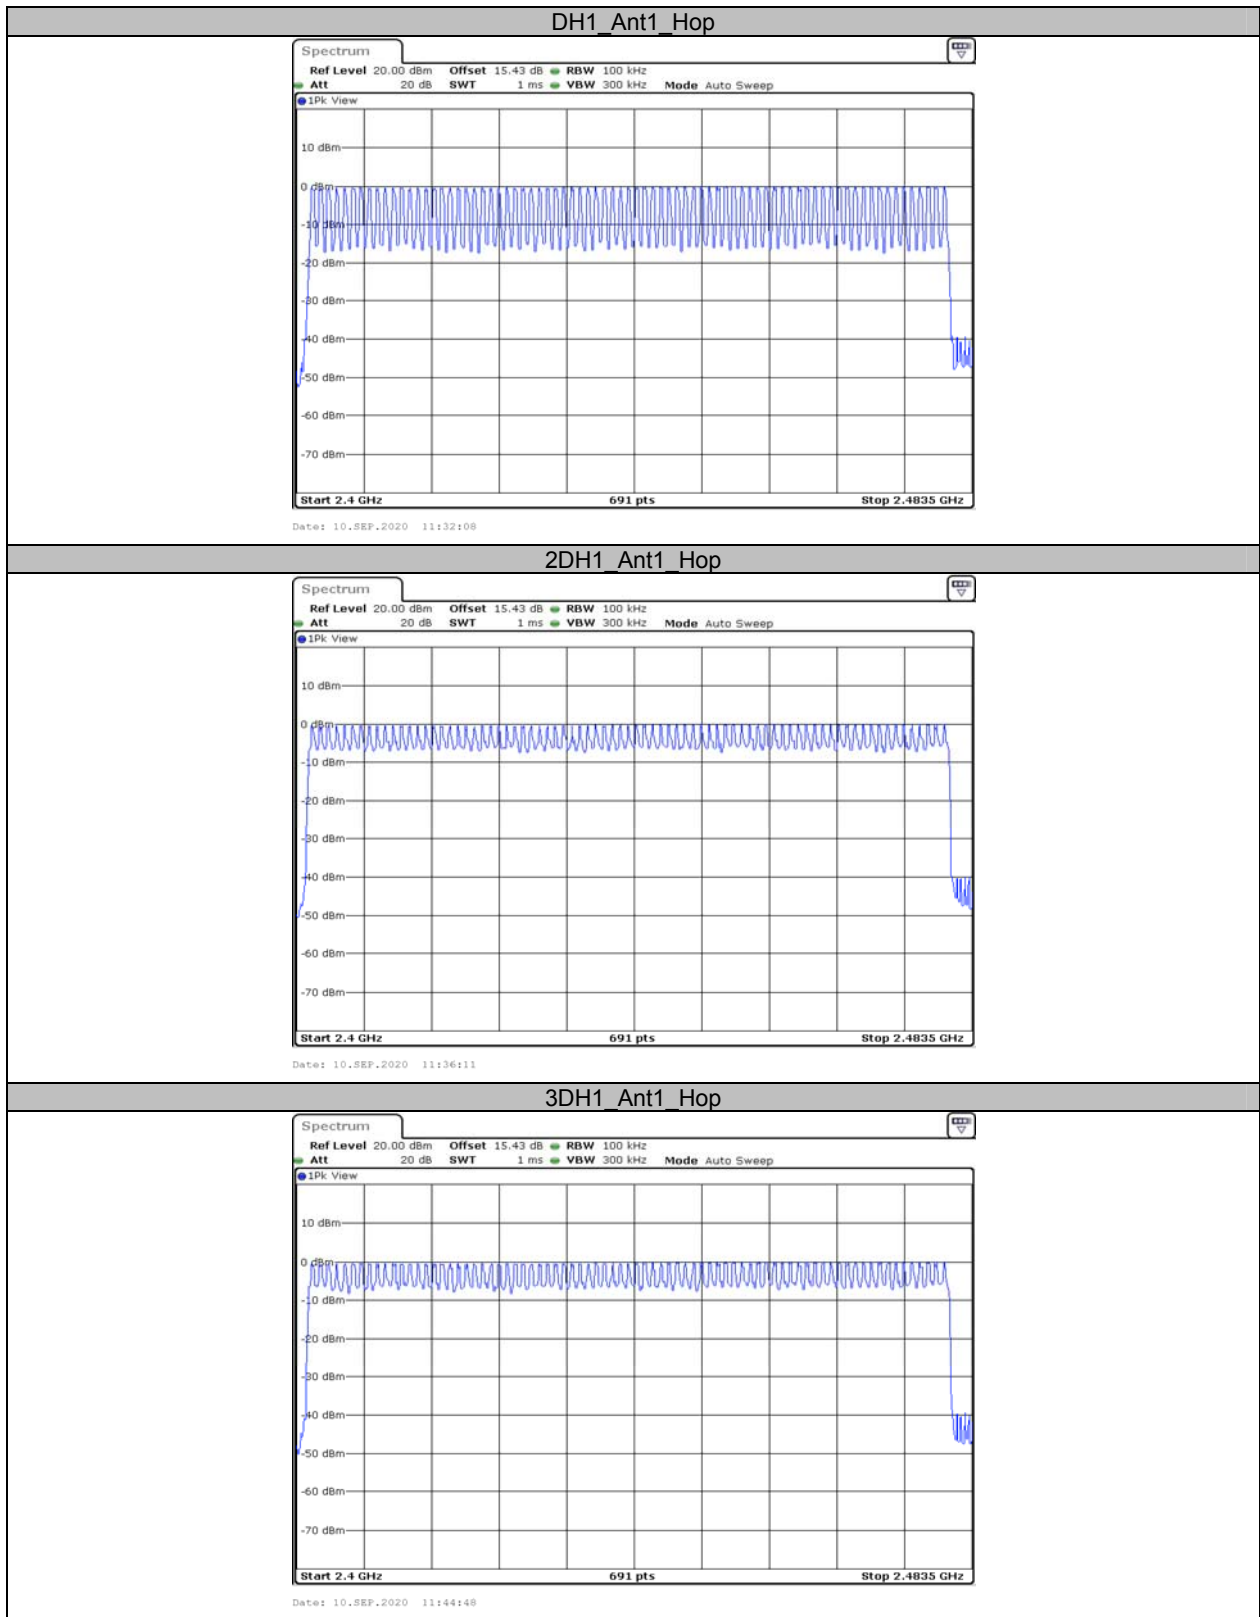 DH1_Ant1_Hop
Spectrum
Ref Level 20.00 dBm Offset 15.43 dB RBW 100 kHz
Att 20 dB SWT 1 ms VBW 300 kHz Mode Auto Sweep
1Pk View
10 dBm
0 dBm
-10 dBm
-20 dBm
-30 dBm
-40 dBm
-50 dBm
-60 dBm
-70 dBm
Start 2.4 GHz 691 pts Stop 2.4835 GHz
Date: 10.SEP.2020 11:32:08
2DH1_Ant1_Hop
Spectrum
Ref Level 20.00 dBm Offset 15.43 dB RBW 100 kHz
Att 20 dB SWT 1 ms VBW 300 kHz Mode Auto Sweep
1Pk View
10 dBm
0 dBm
-10 dBm
-20 dBm
-30 dBm
-40 dBm
-50 dBm
-60 dBm
-70 dBm
Start 2.4 GHz 691 pts Stop 2.4835 GHz
Date: 10.SEP.2020 11:36:11
3DH1_Ant1_Hop
Spectrum
Ref Level 20.00 dBm Offset 15.43 dB RBW 100 kHz
Att 20 dB SWT 1 ms VBW 300 kHz Mode Auto Sweep
1Pk View
10 dBm
0 dBm
-10 dBm
-20 dBm
-30 dBm
-40 dBm
-50 dBm
-60 dBm
-70 dBm
Start 2.4 GHz 691 pts Stop 2.4835 GHz
Date: 10.SEP.2020 11:44:48